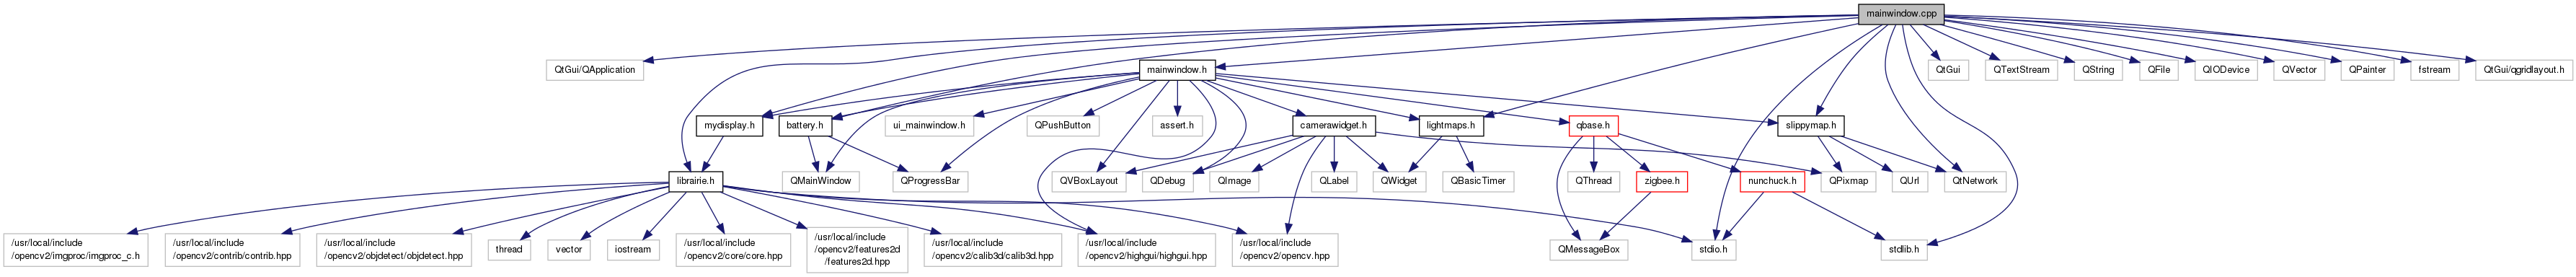 mainwindow.cpp
QtGui/QApplication
mainwindow.h
QtGui
QTextStream
QString
QFile
QIODevice
QVector
QPainter
fstream
QtGui/qgridlayout.h
mydisplay.h
battery.h
ui_mainwindow.h
QPushButton
assert.h
camerawidget.h
lightmaps.h
qbase.h
slippymap.h
librairie.h
QMainWindow
QProgressBar
QVBoxLayout
QDebug
QImage
QLabel
QWidget
QBasicTimer
QThread
zigbee.h
nunchuck.h
QPixmap
QUrl
QtNetwork
/usr/local/include
/opencv2/imgproc/imgproc_c.h
/usr/local/include
/opencv2/contrib/contrib.hpp
/usr/local/include
/opencv2/objdetect/objdetect.hpp
thread
vector
iostream
/usr/local/include
/opencv2/core/core.hpp
/usr/local/include
/opencv2/features2d
/features2d.hpp
/usr/local/include
/opencv2/calib3d/calib3d.hpp
/usr/local/include
/opencv2/highgui/highgui.hpp
/usr/local/include
/opencv2/opencv.hpp
QMessageBox
stdio.h
stdlib.h